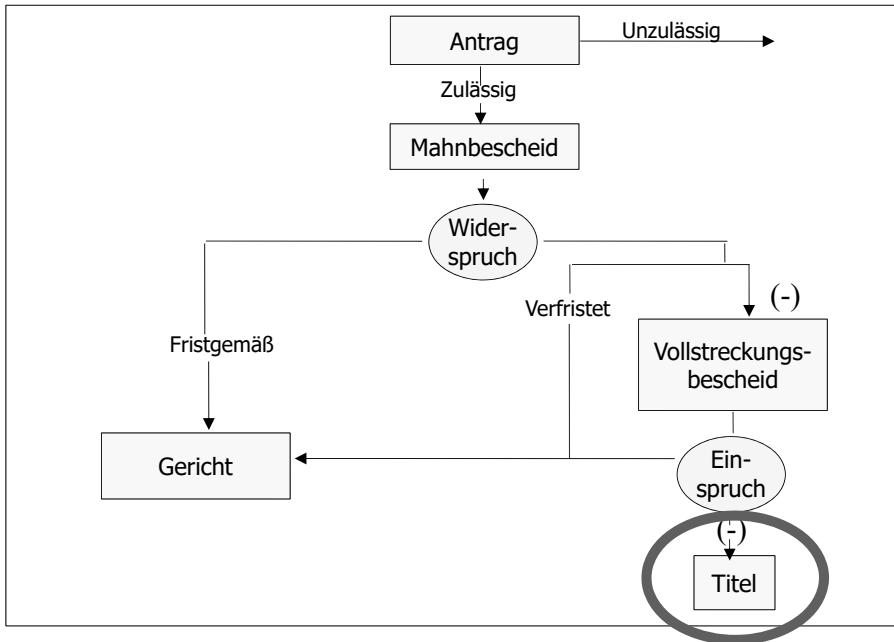 Antrag
Unzulässig
Zulässig
Mahnbescheid
Wider-
spruch
(-)
Verfristet
Fristgemäß
Vollstreckungs-
bescheid
Gericht
Ein-
spruch
(-)
Titel